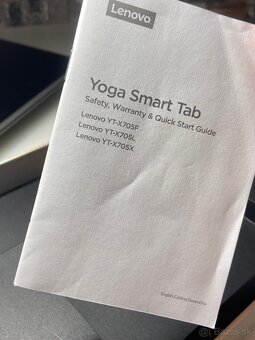 Lenovo
Yoga Smart Tab
Safety, Warranty & Quick Start Guide
Lenovo YT-X705F
Lenovo YT-X705L
Lenovo YT-X705X